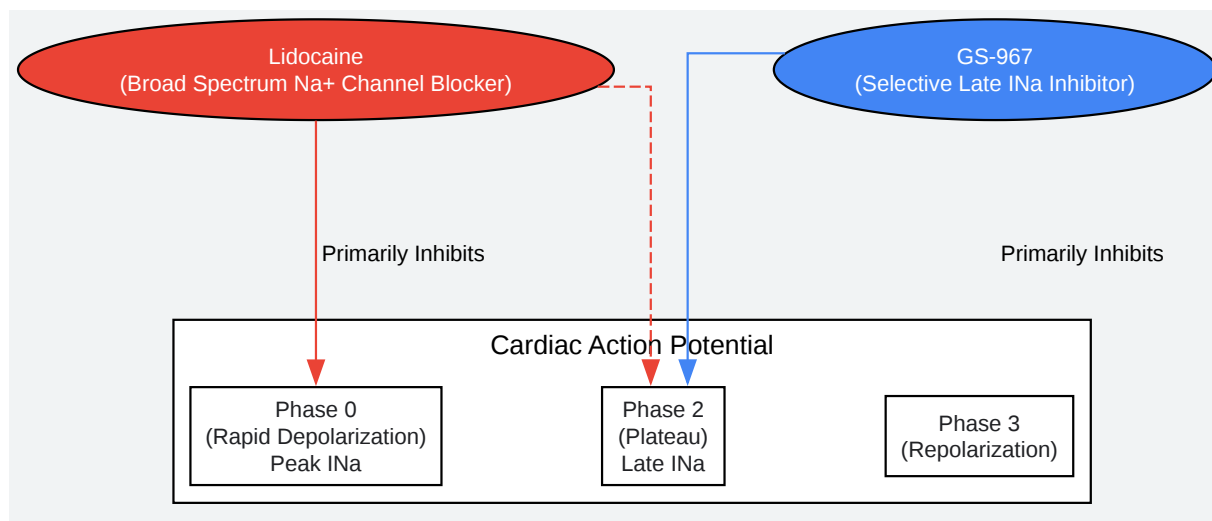 Lidocaine
(Broad Spectrum Na+ Channel Blocker)
GS-967
(Selective Late INa Inhibitor)
Primarily Inhibits
Primarily Inhibits
Cardiac Action Potential
Phase 0
(Rapid Depolarization)
Peak INa
Phase 2
(Plateau)
Late INa
Phase 3
(Repolarization)